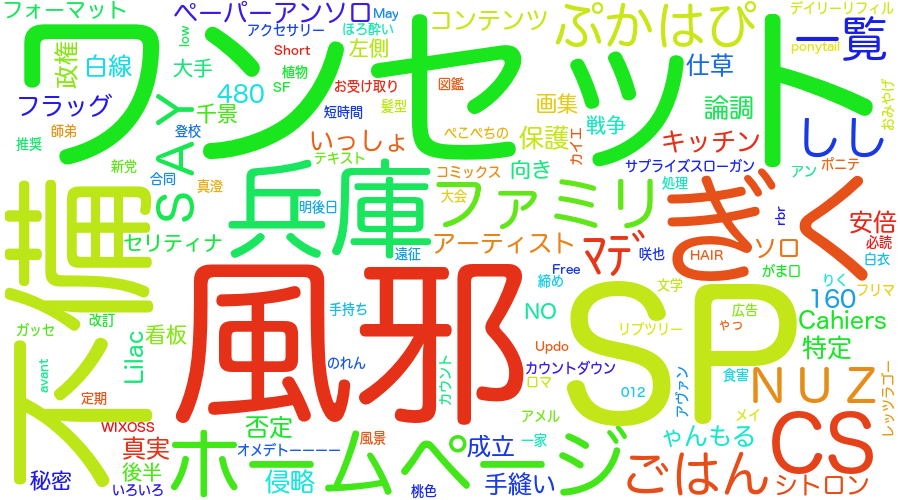 フォーマット
ペーパーアンソロ
May
アクセサリー
ほろ酔い
low
Short
左側
コンテンツ
ぷかはぴ
デイリーリフィル
一覧
ponytail
政権
白線
大手
植物
SF
お受け取り
図鑑
仕草
ワンセット
フラッグ
480
千景
短時間
髪型
画集
論調
おみやげ
しし
師弟
SAY
登校
いっしょ
ぺこぺちの
保護
カイエ
戦争
キッチン
推奨
新党
テキスト
コミックス
向き
サプライズスローガン
アン
ポニテ
合同
真澄
兵庫
明後日
大会
ファミリ
処理
ぎく
rbr
安倍
必読
白衣
不備
セリティナ
遠征
アーティスト
マデ
咲也
HAIR
ソロ
がま口
Free
締め
文学
りく
160
フリマ
風邪
手持ち
SP
NO
リブツリー
広告
やっ
Cahiers
ガッセ
改訂
看板
Lilac
特定
avant
のれん
カウント
Updo
カウントダウン
ロマ
012
アヴァン
食害
NUZ
メイ
レッツラゴー
定期
WIXOSS
真実
否定
風景
アメル
一家
ゃんもる
CS
後半
ホームページ
オメデトーーーー
成立
秘密
いろいろ
侵略
桃色
手縫い
ごはん
シトロン